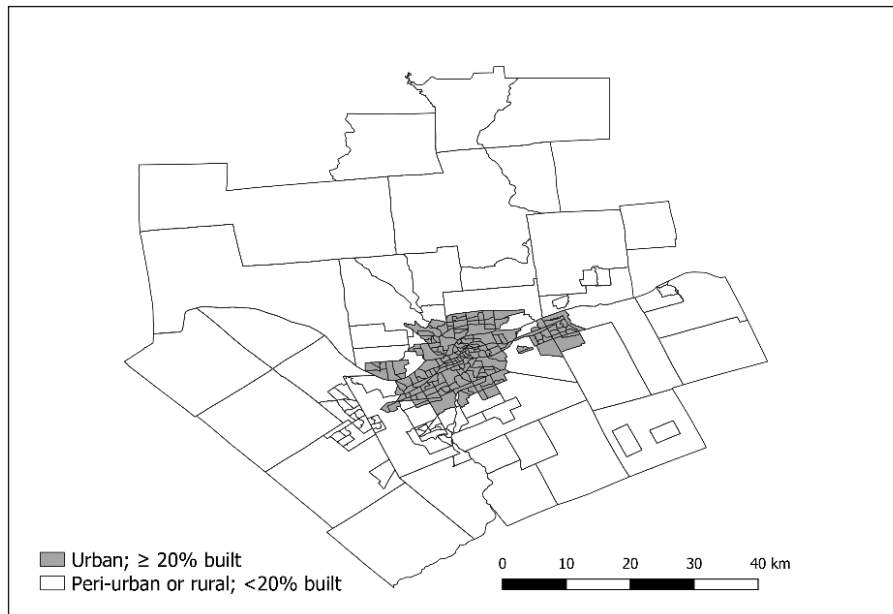 Urban; ≥ 20% built
Peri-urban or rural; <20% built
0 10 20 30 40 km